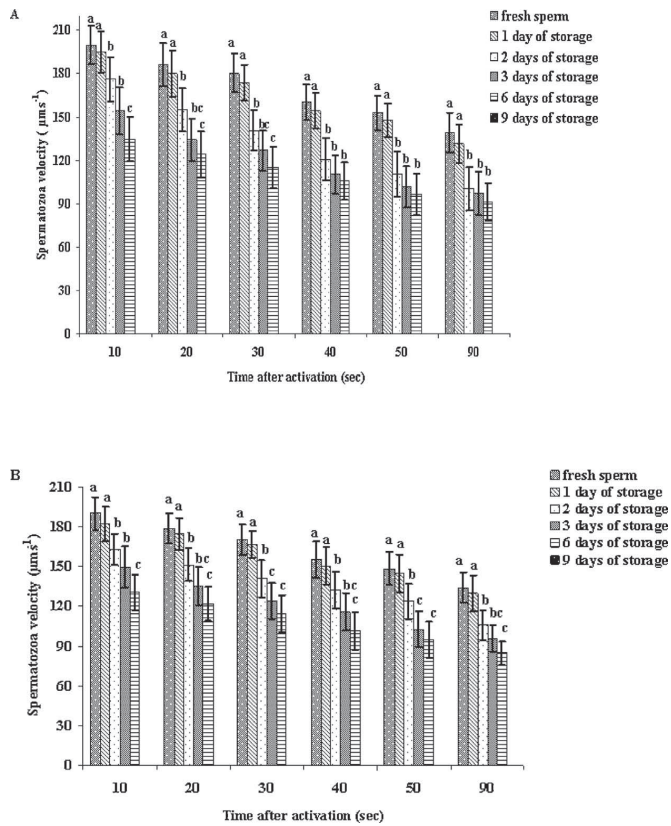 A
Spermatozoa velocity ( µms⁻¹)
210
180
150
120
90
60
30
0
a a b b c
a a b bc c
a a b bc c
a a b b b
a a b b b
a a b b b
10 20 30 40 50 90
Time after activation (sec)
fresh sperm
1 day of storage
2 days of storage
3 days of storage
6 days of storage
9 days of storage
B
Spermatozoa velocity (µms⁻¹)
210
180
150
120
90
60
30
0
a a b b c
a a b bc c
a a b c c
a a b bc c
a a b c c
a a b bc c
10 20 30 40 50 90
Time after activation (sec)
fresh sperm
1 day of storage
2 days of storage
3 days of storage
6 days of storage
9 days of storage